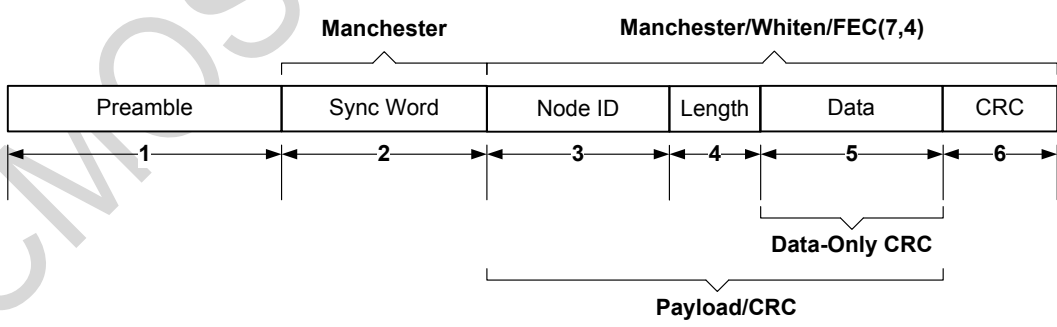 Manchester
Manchester/Whiten/FEC(7,4)
Preamble
Sync Word
Node ID
Length
Data
CRC
1
2
3
4
5
6
Data-Only CRC
Payload/CRC
CMOS